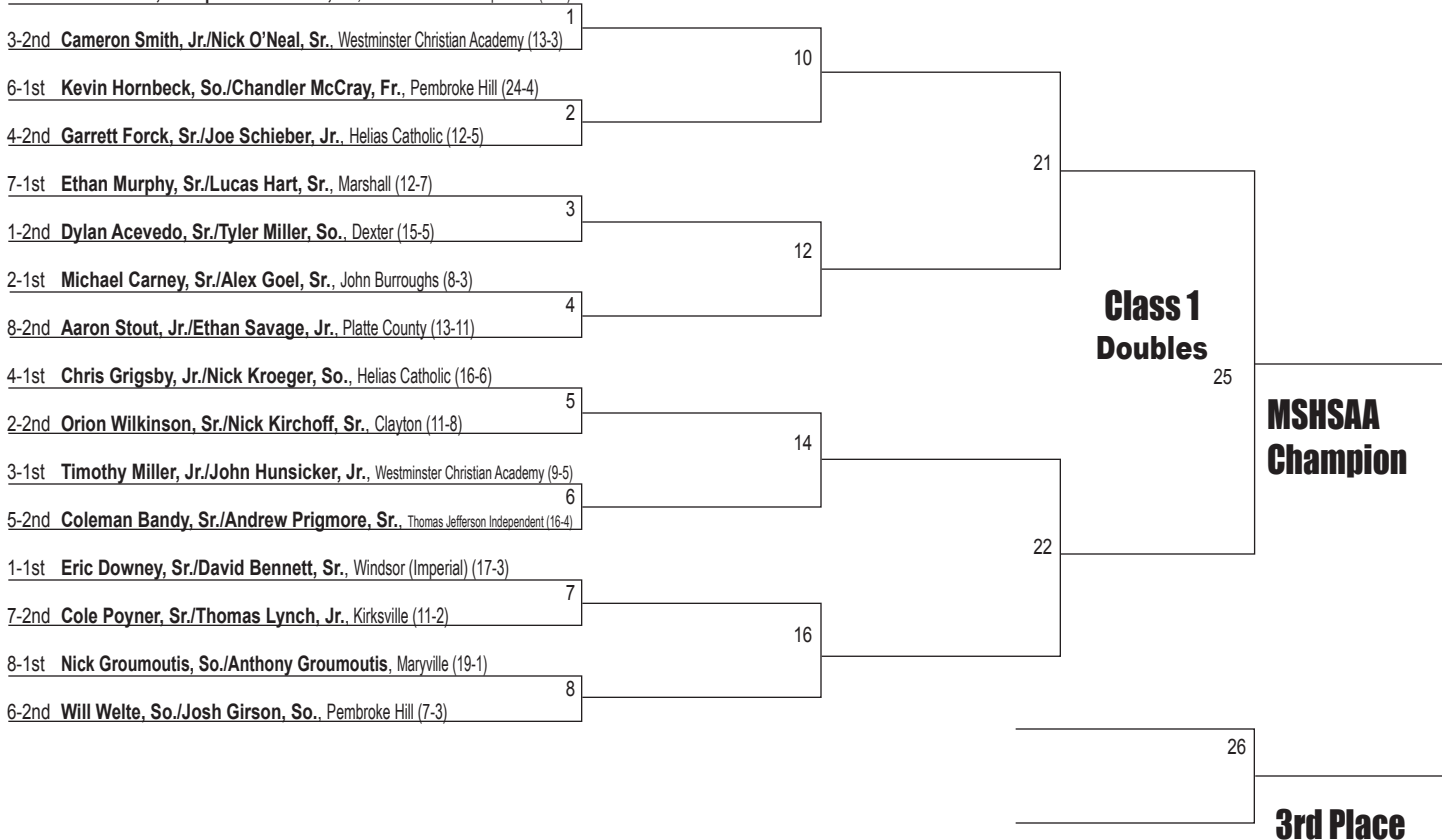 1
3-2nd Cameron Smith, Jr./Nick O’Neal, Sr., Westminster Christian Academy (13-3)
10
6-1st Kevin Hornbeck, So./Chandler McCray, Fr., Pembroke Hill (24-4)
2
4-2nd Garrett Forck, Sr./Joe Schieber, Jr., Helias Catholic (12-5)
21
7-1st Ethan Murphy, Sr./Lucas Hart, Sr., Marshall (12-7)
3
1-2nd Dylan Acevedo, Sr./Tyler Miller, So., Dexter (15-5)
12
2-1st Michael Carney, Sr./Alex Goel, Sr., John Burroughs (8-3)
4
8-2nd Aaron Stout, Jr./Ethan Savage, Jr., Platte County (13-11)
Class 1
Doubles
25
4-1st Chris Grigsby, Jr./Nick Kroeger, So., Helias Catholic (16-6)
5
2-2nd Orion Wilkinson, Sr./Nick Kirchoff, Sr., Clayton (11-8)
MSHSAA
Champion
14
3-1st Timothy Miller, Jr./John Hunsicker, Jr., Westminster Christian Academy (9-5)
6
5-2nd Coleman Bandy, Sr./Andrew Prigmore, Sr., Thomas Jefferson Independent (16-4)
22
1-1st Eric Downey, Sr./David Bennett, Sr., Windsor (Imperial) (17-3)
7
7-2nd Cole Poyner, Sr./Thomas Lynch, Jr., Kirksville (11-2)
16
8-1st Nick Groumoutis, So./Anthony Groumoutis, Maryville (19-1)
8
6-2nd Will Welte, So./Josh Girson, So., Pembroke Hill (7-3)
26
3rd Place